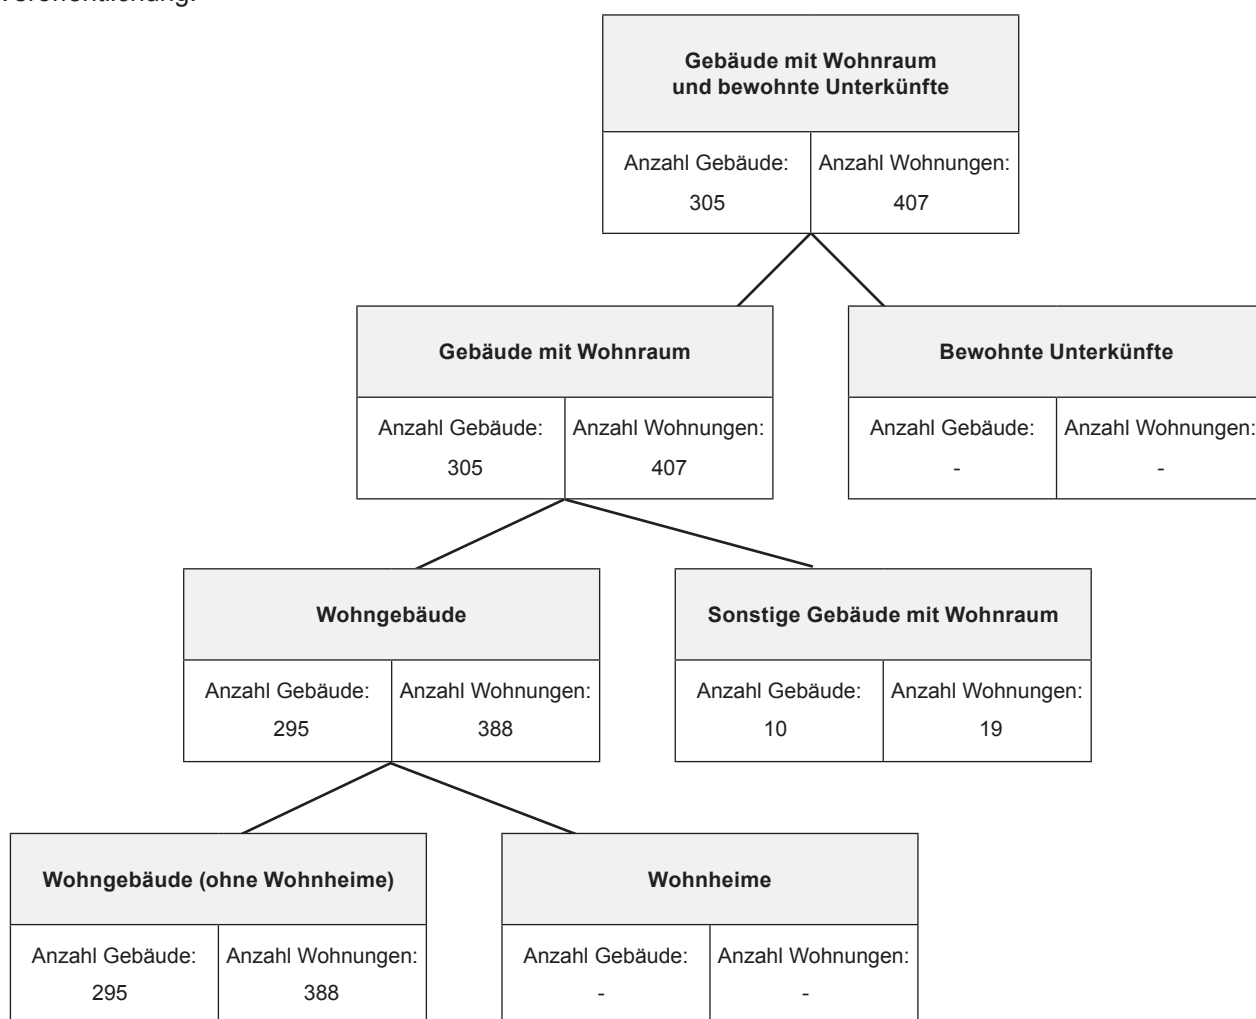 Veröffentlichung.
Gebäude mit Wohnraum
und bewohnte Unterkünfte
Anzahl Gebäude: Anzahl Wohnungen:
305 407
Gebäude mit Wohnraum Bewohnte Unterkünfte
Anzahl Gebäude: Anzahl Wohnungen: Anzahl Gebäude: Anzahl Wohnungen:
305 407 - -
Wohngebäude Sonstige Gebäude mit Wohnraum
Anzahl Gebäude: Anzahl Wohnungen: Anzahl Gebäude: Anzahl Wohnungen:
295 388 10 19
Wohngebäude (ohne Wohnheime) Wohnheime
Anzahl Gebäude: Anzahl Wohnungen: Anzahl Gebäude: Anzahl Wohnungen:
295 388 - -